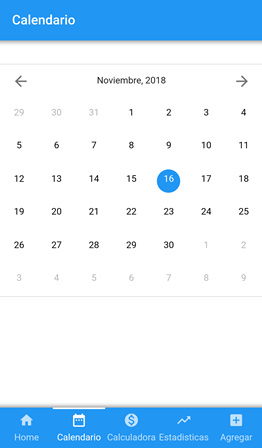 Calendario
Noviembre, 2018
29 30 31 1 2 3 4
5 6 7 8 9 10 11
12 13 14 15 16 17 18
19 20 21 22 23 24 25
26 27 28 29 30 1 2
3 4 5 6 7 8 9
Home Calendario Calculadora Estadísticas Agregar